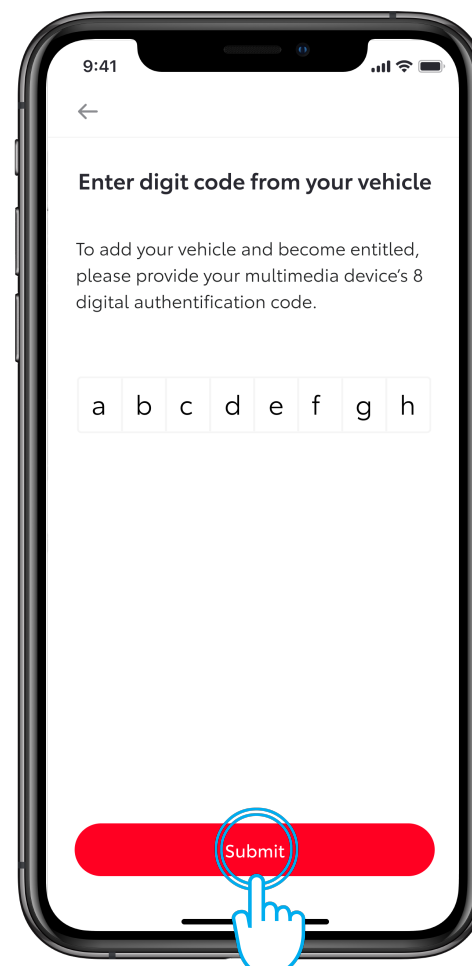 9:41
Enter digit code from your vehicle
To add your vehicle and become entitled,
please provide your multimedia device's 8
digital authentification code.
a b c d e f g h
Submit